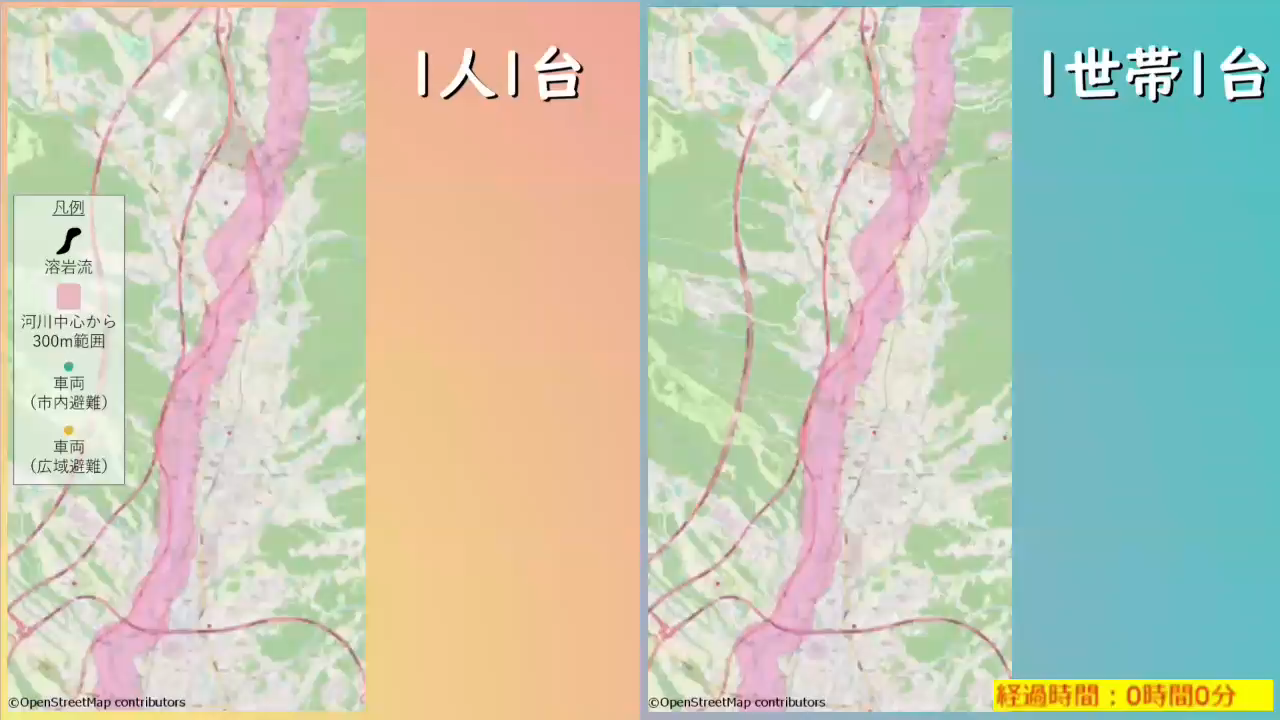 1人1台
1世帯1台
凡例
溶岩流
河川中心から
300m範囲
車両
（市内避難）
車両
（広域避難）
©OpenStreetMap contributors
©OpenStreetMap contributors
経過時間：0時間0分